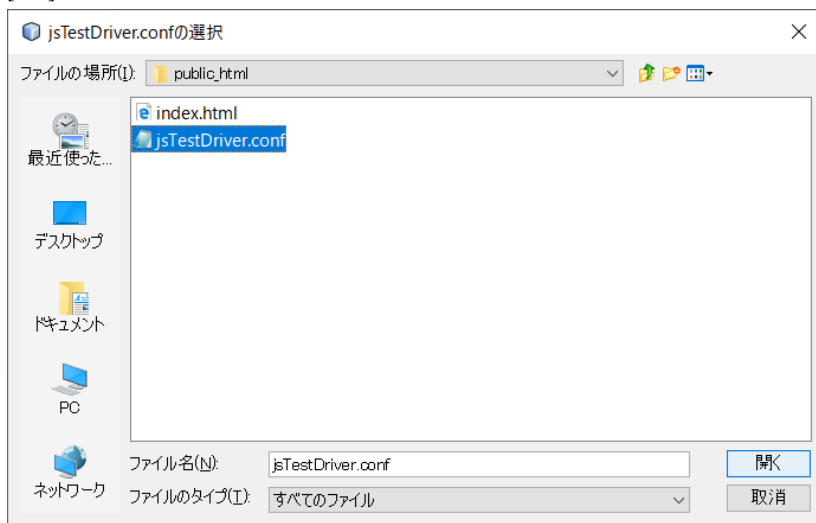 jsTestDriver.confの選択
ファイルの場所(I): public_html
index.html
jsTestDriver.conf
最近使った...
デスクトップ
ドキュメント
PC
ネットワーク
ファイル名(N): jsTestDriver.conf 開く
ファイルのタイプ(T): すべてのファイル 取消